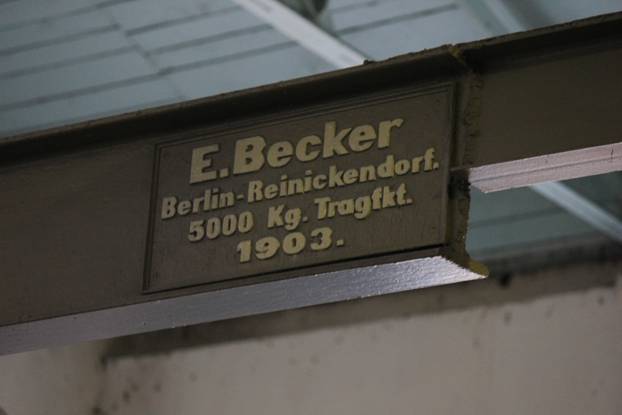 E. Becker
Berlin-Reinickendorf.
5000 Kg. Tragfkt.
1903.